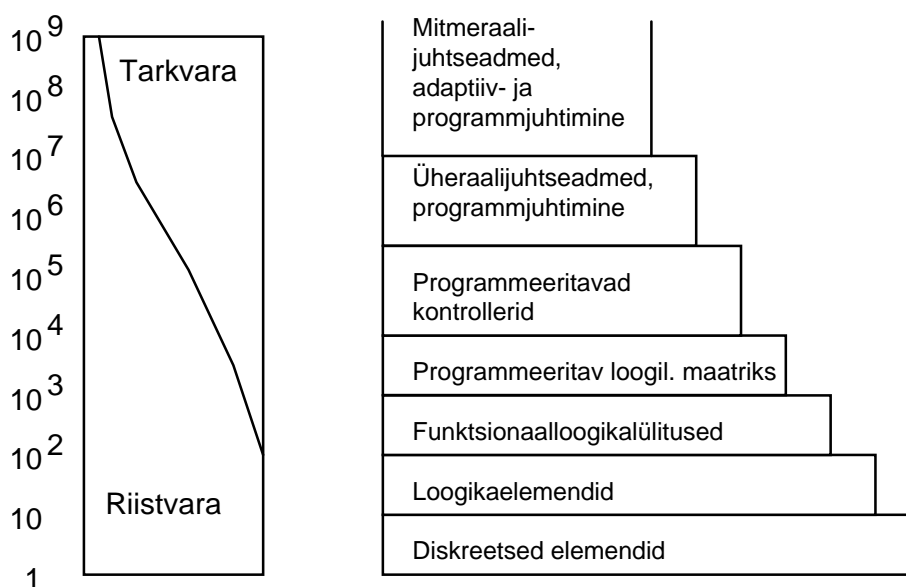 10^9
10^8
10^7
10^6
10^5
10^4
10^3
10^2
10
1
Tarkvara
Riistvara
Mitmeraali-
juhtseadmed,
adaptiiv- ja
programmjuhtimine
Üheraalijuhtseadmed,
programmjuhtimine
Programmeeritavad
kontrollerid
Programmeeritav loogil. maatriks
Funktsionaalloogikalülitused
Loogikaelemendid
Diskreetsed elemendid